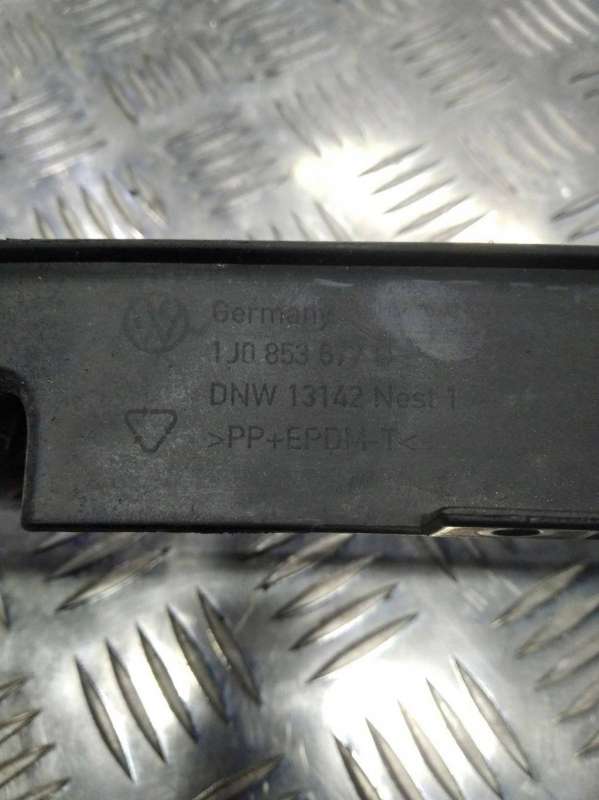 Germany
1J0 853
DNW 13142 Nest 1
>PP+EPDM-T<